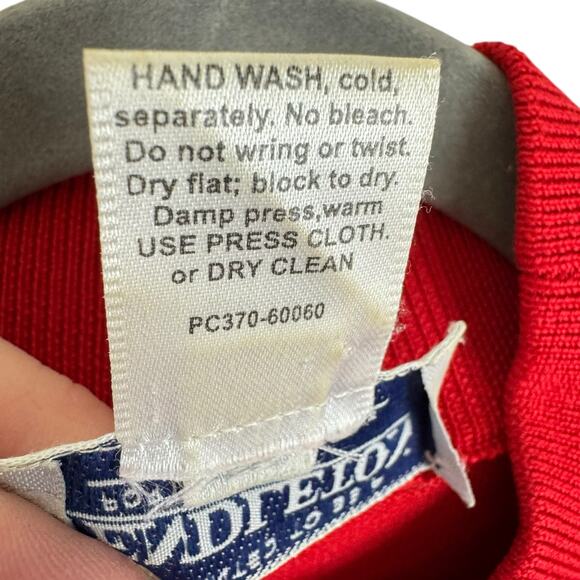 HAND WASH, cold,
separately. No bleach.
Do not wring or twist.
Dry flat; block to dry.
Damp press,warm
USE PRESS CLOTH.
or DRY CLEAN
PC370-60060